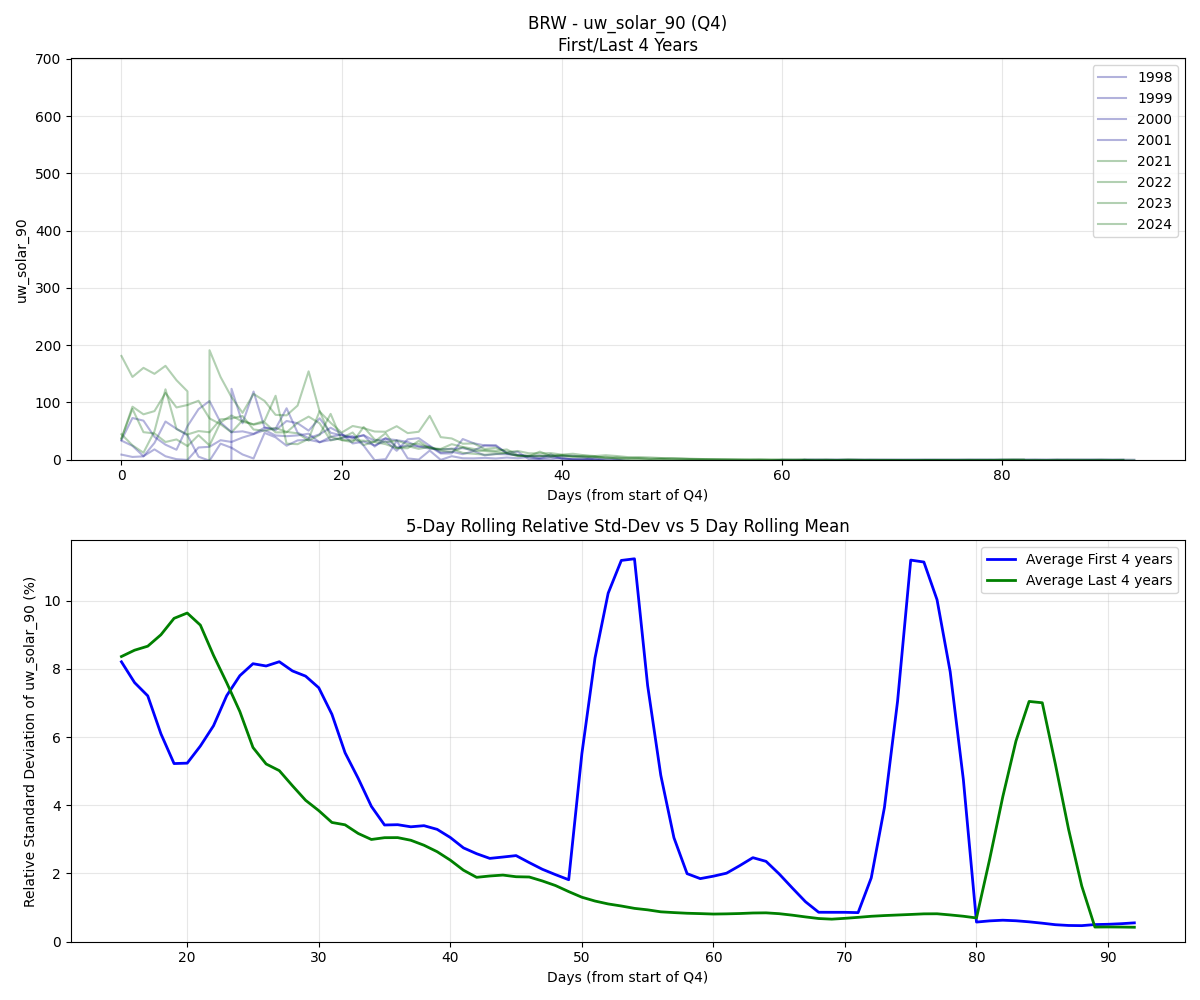 BRW - uw_solar_90 (Q4)
First/Last 4 Years
700
600
500
400
300
200
100
0
uw_solar_90
0 20 40 60 80
Days (from start of Q4)
1998
1999
2000
2001
2021
2022
2023
2024
5-Day Rolling Relative Std-Dev vs 5 Day Rolling Mean
10
8
6
4
2
0
Relative Standard Deviation of uw_solar_90 (%)
20 30 40 50 60 70 80 90
Days (from start of Q4)
Average First 4 years
Average Last 4 years